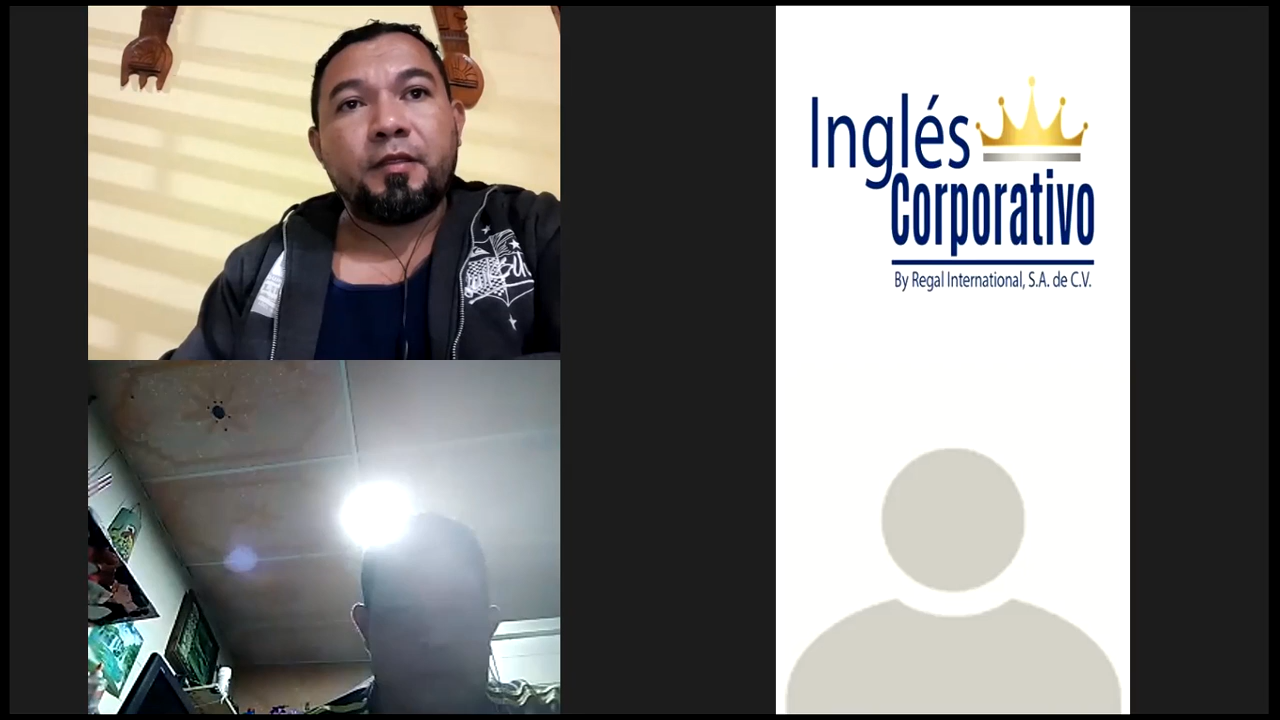 Inglés
Corporativo
By Regal International, S.A. de C.V.